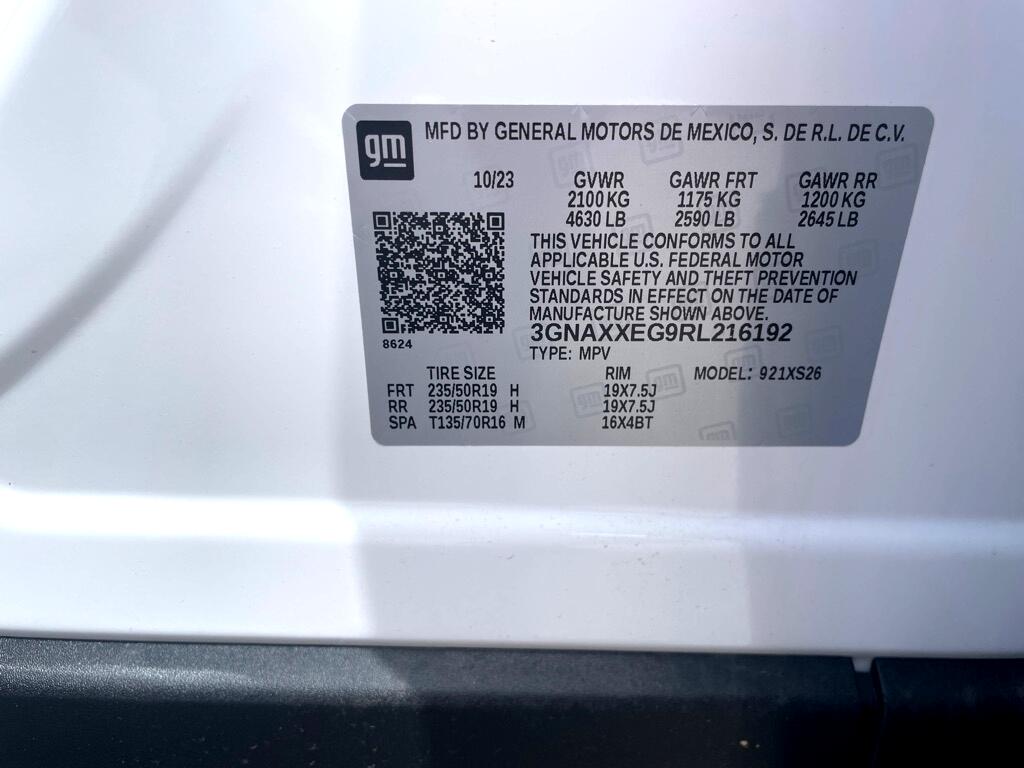 gm MFD BY GENERAL MOTORS DE MEXICO, S. DE R.L. DE C.V.
10/23 GVWR GAWR FRT GAWR RR
2100 KG 1175 KG 1200 KG
4630 LB 2590 LB 2645 LB
THIS VEHICLE CONFORMS TO ALL
APPLICABLE U.S. FEDERAL MOTOR
VEHICLE SAFETY AND THEFT PREVENTION
STANDARDS IN EFFECT ON THE DATE OF
MANUFACTURE SHOWN ABOVE.
3GNAXXEG9RL216192
8624
TYPE: MPV
TIRE SIZE RIM MODEL: 921XS26
FRT 235/50R19 H 19X7.5J
RR 235/50R19 H 19X7.5J
SPA T135/70R16 M 16X4BT